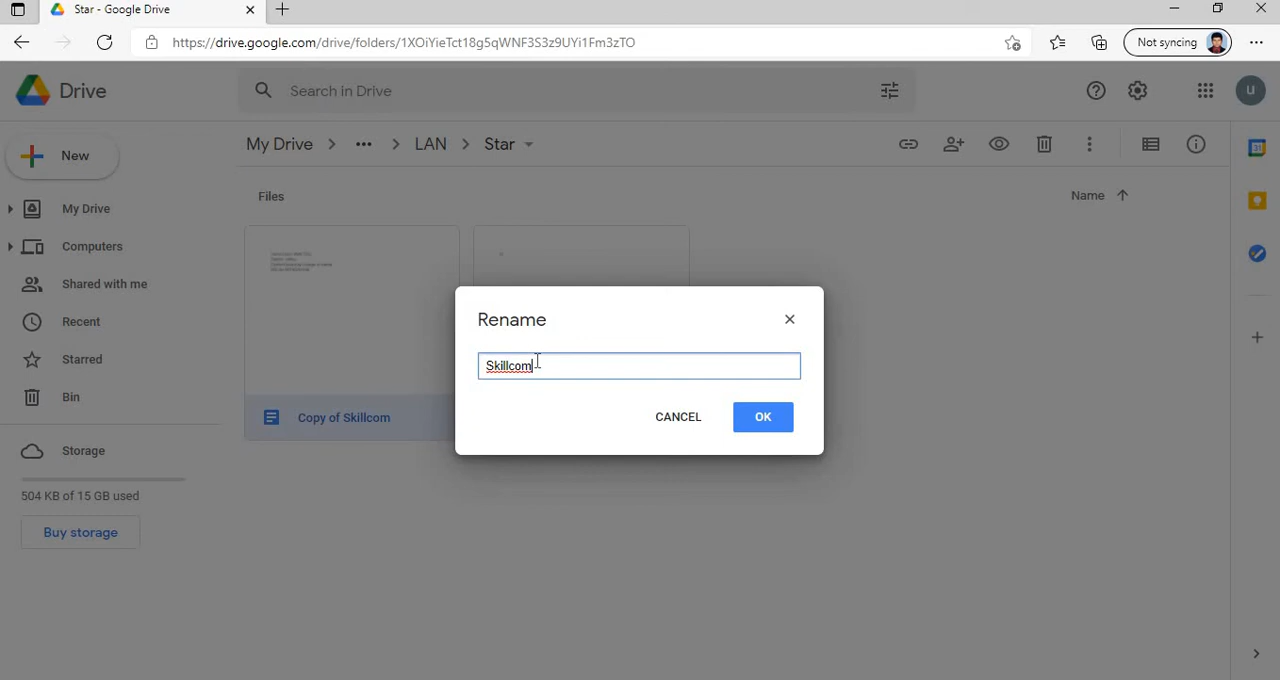 Star - Google Drive
https://drive.google.com/drive/folders/1XOiYieTct18g5qWNF3S3z9UYi1Fm3zTO
Not syncing
Drive
Search in Drive
u
New
My Drive
LAN
Star
My Drive
Computers
Shared with me
Recent
Starred
Bin
Storage
504 KB of 15 GB used
Buy storage
Files
Name
Copy of Skillcom
Rename
Skillcom
CANCEL
OK
31